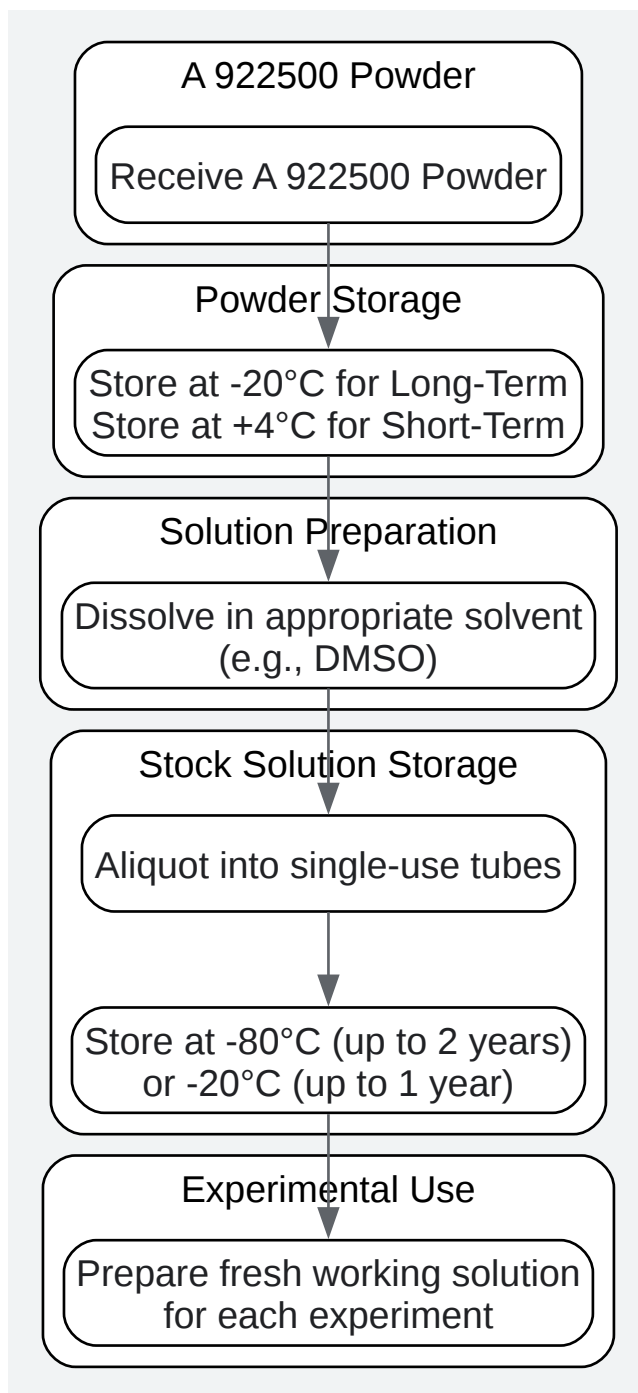 A 922500 Powder
Receive A 922500 Powder
Powder Storage
Store at -20°C for Long-Term
Store at +4°C for Short-Term
Solution Preparation
Dissolve in appropriate solvent
(e.g., DMSO)
Stock Solution Storage
Aliquot into single-use tubes
Store at -80°C (up to 2 years)
or -20°C (up to 1 year)
Experimental Use
Prepare fresh working solution
for each experiment